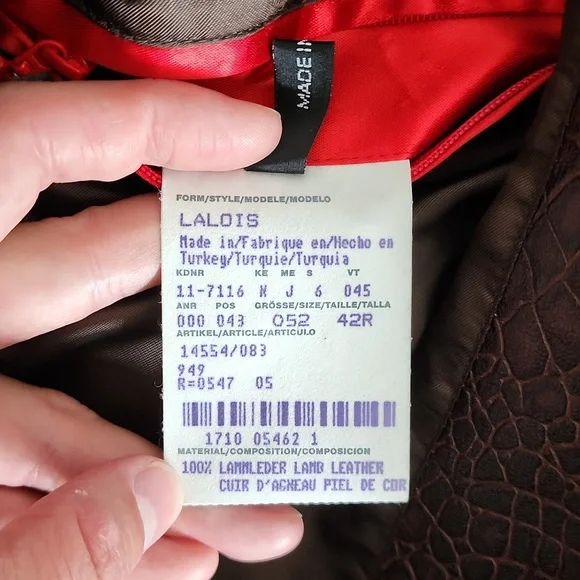 MADE IN
FORM/STYLE/MODELE/MODELO
LALOIS
Made in/Fabrique en/Hecho en
Turkey/Turquie/Turquia
KDNR KE ME S VT
11-7116 N J 6 045
ANR POS GRÖSSE/SIZE/TAILLE/TALLA
000 043 052 42R
ARTIKEL/ARTICLE/ARTICULO
14554/083
949
R=0547 05
1710 05462 1
MATERIAL/COMPOSITION/COMPOSICION
100% LAMMLEDER LAMB LEATHER
CUIR D'AGNEAU PIEL DE COR